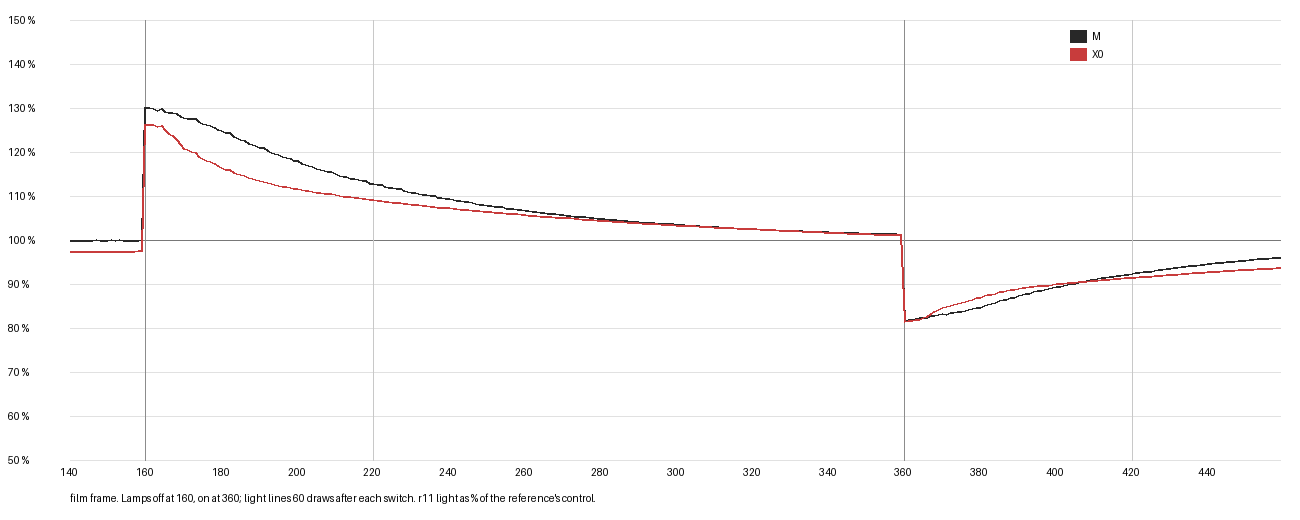 150 %
M
X0
140 %
130 %
120 %
110 %
100 %
90 %
80 %
70 %
60 %
50 %
140 160 180 200 220 240 260 280 300 320 340 360 380 400 420 440
film frame. Lamps off at 160, on at 360; light lines 60 draws after each switch. r11 light as % of the reference's control.